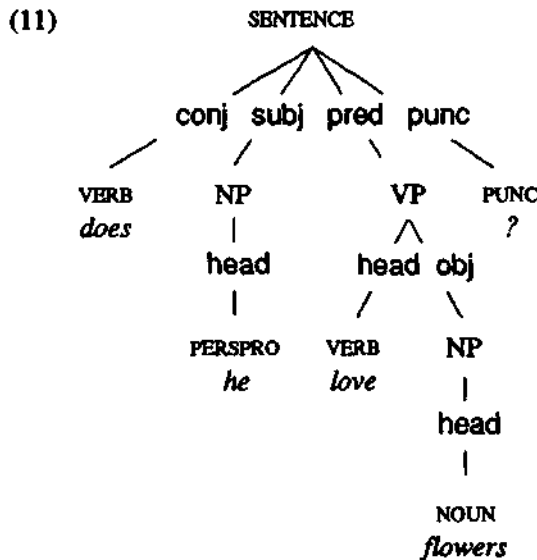 (11) SENTENCE
conj subj pred punc
VERB NP VP PUNC
does ?
head head obj
PERSPRO VERB NP
he love
head
NOUN
flowers